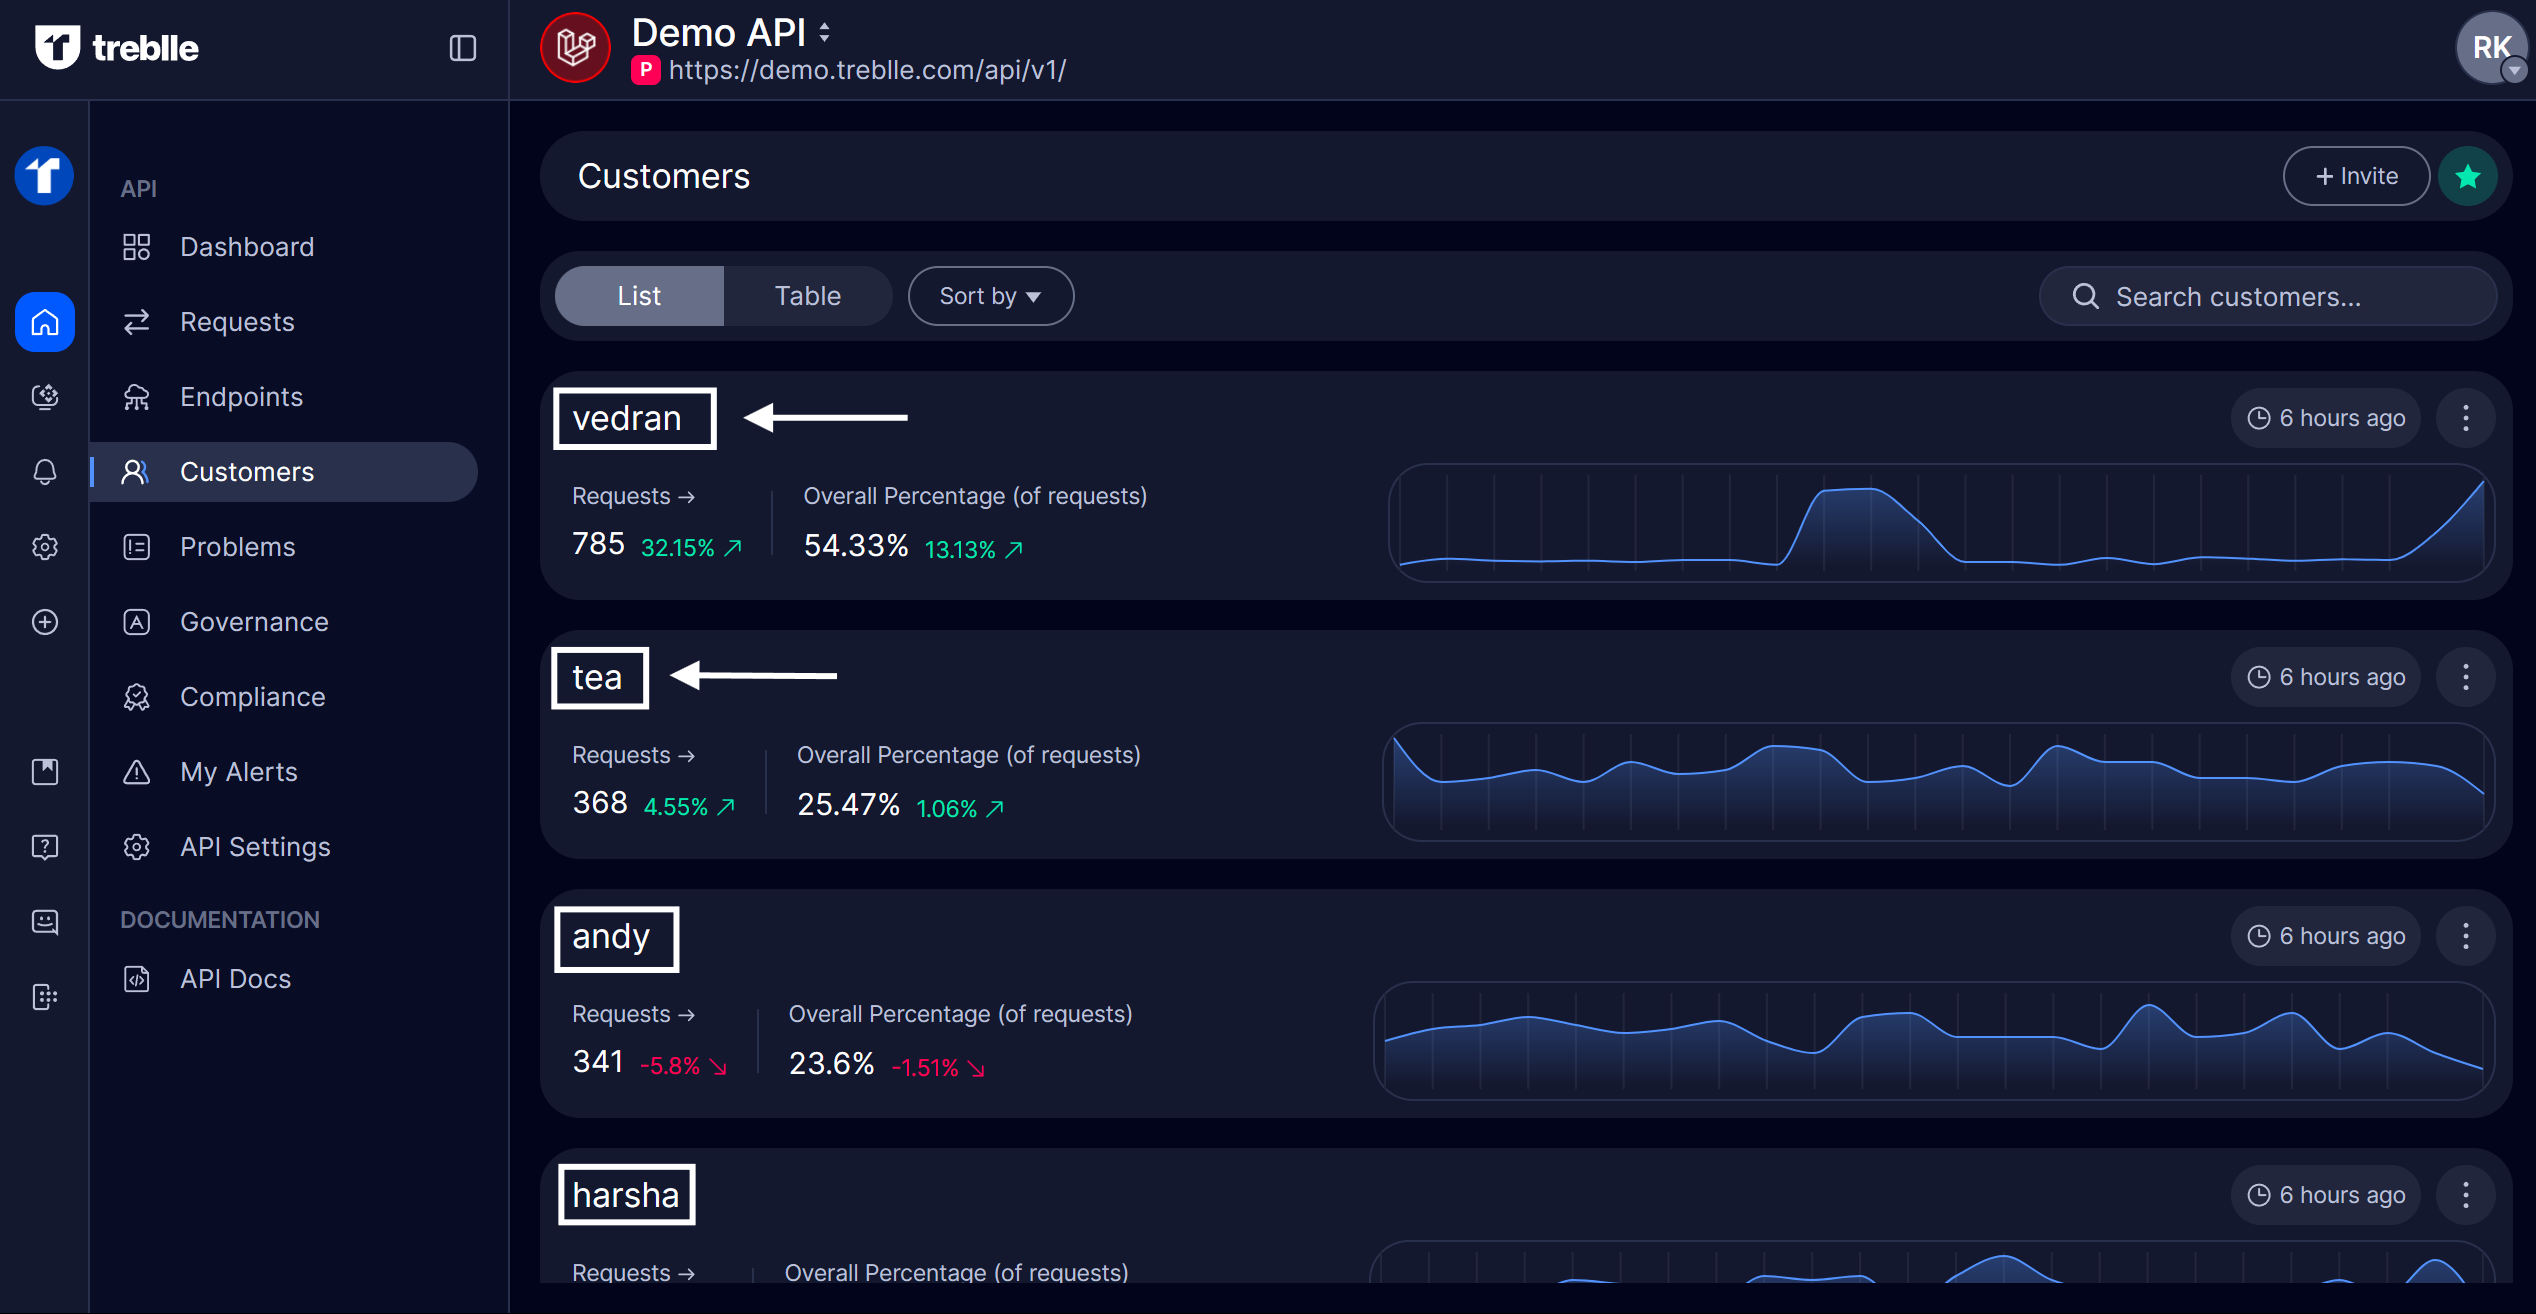 treblle
Demo API
P https://demo.treblle.com/api/v1/
RK
API
Dashboard
Requests
Endpoints
Customers
Problems
Governance
Compliance
My Alerts
API Settings
DOCUMENTATION
API Docs
Customers
+ Invite
List
Table
Sort by
Search customers...
vedran
6 hours ago
Requests → Overall Percentage (of requests)
785 32.15% ↗ 54.33% 13.13% ↗
tea
6 hours ago
Requests → Overall Percentage (of requests)
368 4.55% ↗ 25.47% 1.06% ↗
andy
6 hours ago
Requests → Overall Percentage (of requests)
341 -5.8% ↘ 23.6% -1.51% ↘
harsha
6 hours ago
Requests → Overall Percentage (of requests)